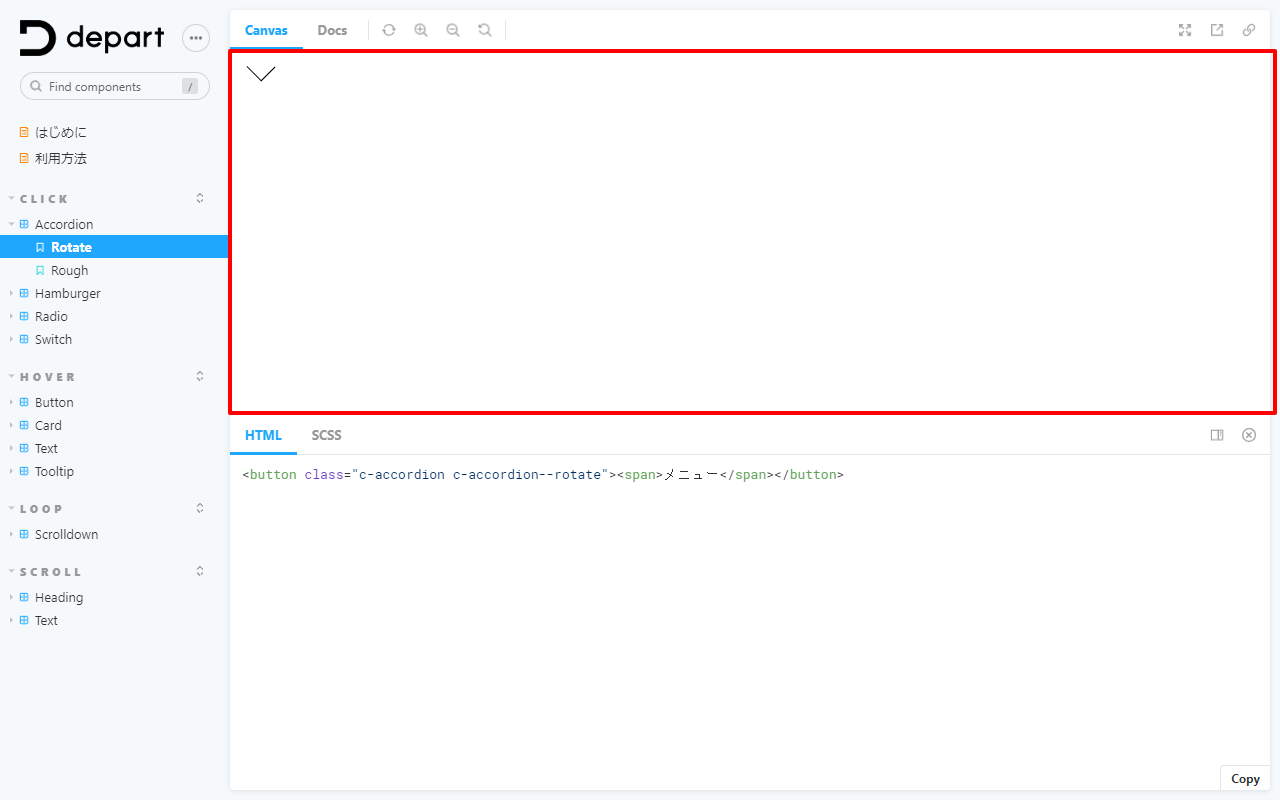 depart
Find components /
はじめに
利用方法
CLICK
Accordion
Rotate
Rough
Hamburger
Radio
Switch
HOVER
Button
Card
Text
Tooltip
LOOP
Scrolldown
SCROLL
Heading
Text
Canvas Docs
HTML SCSS
<button class="c-accordion c-accordion--rotate"><span>メニュー</span></button>
Copy